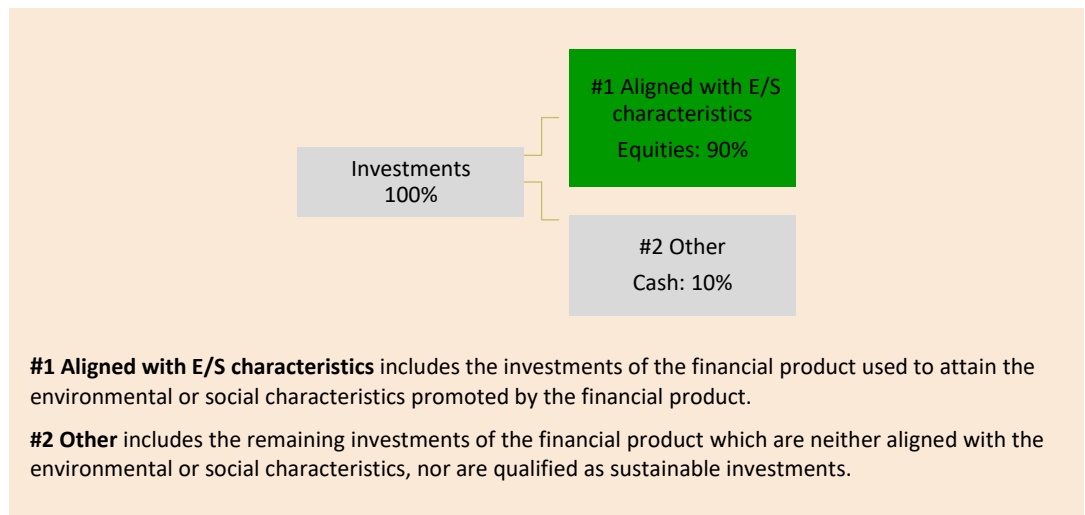 #1 Aligned with E/S
characteristics
Equities: 90%
Investments
100%
#2 Other
Cash: 10%
#1 Aligned with E/S characteristics includes the investments of the financial product used to attain the
environmental or social characteristics promoted by the financial product.
#2 Other includes the remaining investments of the financial product which are neither aligned with the
environmental or social characteristics, nor are qualified as sustainable investments.